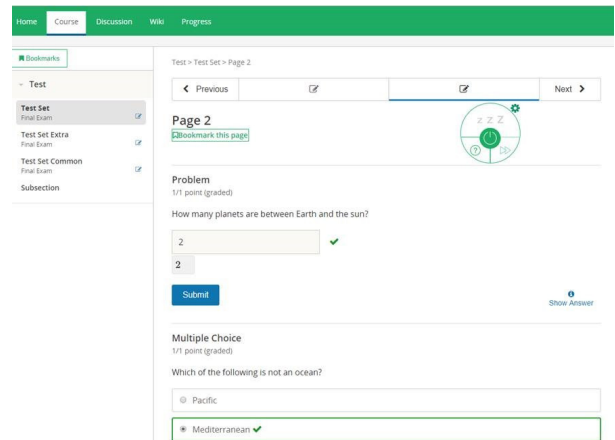 Home Course Discussion Wiki Progress
Bookmarks
Test
Test Set
Final Exam
Test Set Extra
Final Exam
Test Set Common
Final Exam
Subsection
Test > Test Set > Page 2
Previous Next
z z Z
Page 2
Bookmark this page
?
Problem
1/1 point (graded)
How many planets are between Earth and the sun?
2
2
Submit
Show Answer
Multiple Choice
1/1 point (graded)
Which of the following is not an ocean?
Pacific
Mediterranean